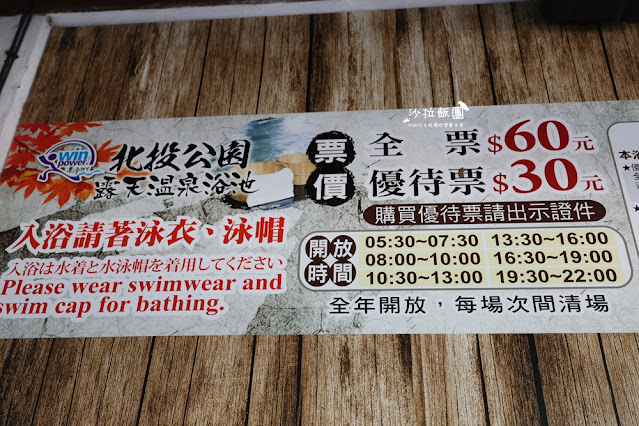 沙拉飯團
win power
北投公園
露天溫泉浴池
入浴請著泳衣、泳帽
入浴は水着と水泳帽を着用してください
Please wear swimwear and
swim cap for bathing.
票價
全 票$60元
優待票$30元
購買優待票請出示證件
開放時間
05:30~07:30 13:30~16:00
08:00~10:00 16:30~19:00
10:30~13:00 19:30~22:00
全年開放，每場次間清場